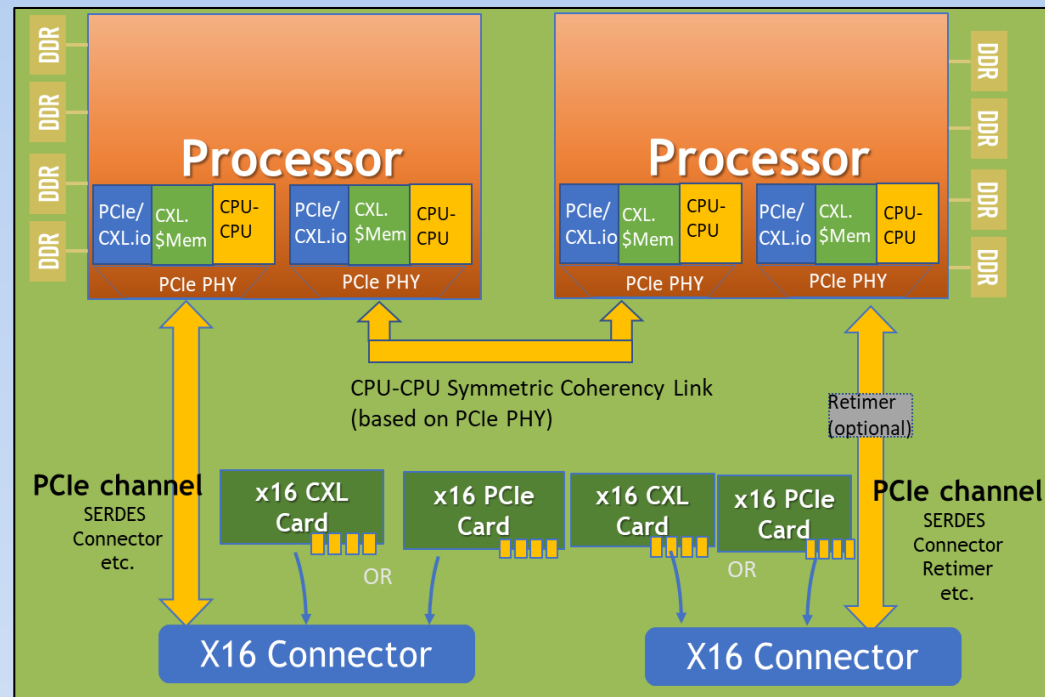 DDR
DDR
DDR
DDR
Processor
PCIe/
CXL.io
CXL.
$Mem
CPU-
CPU
PCIe PHY
PCIe/
CXL.io
CXL.
$Mem
CPU-
CPU
PCIe PHY
Processor
PCIe/
CXL.io
CXL.
$Mem
CPU-
CPU
PCIe PHY
PCIe/
CXL.io
CXL.
$Mem
CPU-
CPU
PCIe PHY
DDR
DDR
DDR
DDR
CPU-CPU Symmetric Coherency Link
(based on PCIe PHY)
Retimer
(optional)
PCIe channel
SERDES
Connector
etc.
x16 CXL
Card
OR
x16 PCIe
Card
x16 CXL
Card
OR
x16 PCIe
Card
PCIe channel
SERDES
Connector
Retimer
etc.
X16 Connector
X16 Connector